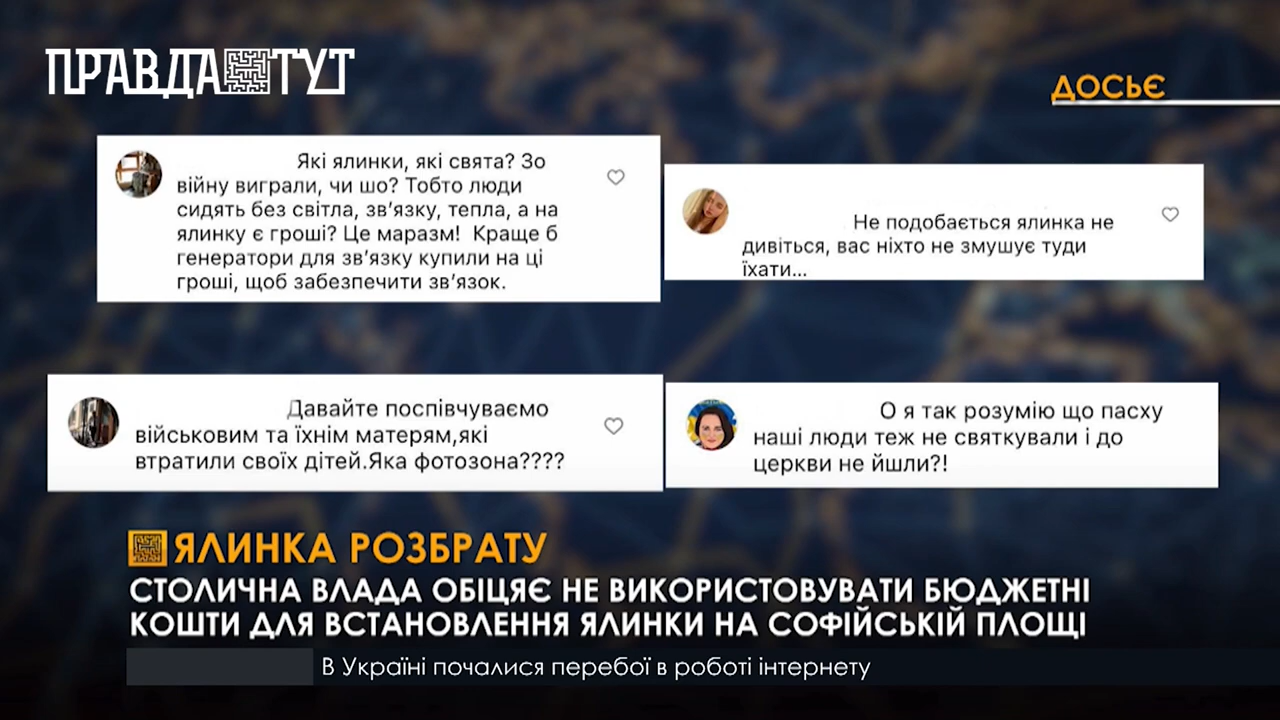 ПРАВДА ТУТ
ДОСЬЄ
Які ялинки, які свята? Зо
війну виграли, чи шо? Тобто люди
сидять без світла, зв’язку, тепла, а на
ялинку є гроші? Це маразм! Краще б
генератори для зв’язку купили на ці
гроші, щоб забезпечити зв’язок.
Не подобається ялинка не
дивіться, вас ніхто не змушує туди
їхати...
Давайте поспівчуваємо
військовим та їхнім матерям,які
втратили своїх дітей.Яка фотозона????
О я так розумію що пасху
наші люди теж не святкували і до
церкви не йшли?!
ЯЛИНКА РОЗБРАТУ
СТОЛИЧНА ВЛАДА ОБІЦЯЄ НЕ ВИКОРИСТОВУВАТИ БЮДЖЕТНІ
КОШТИ ДЛЯ ВСТАНОВЛЕННЯ ЯЛИНКИ НА СОФІЙСЬКІЙ ПЛОЩІ
В Україні почалися перебої в роботі інтернету